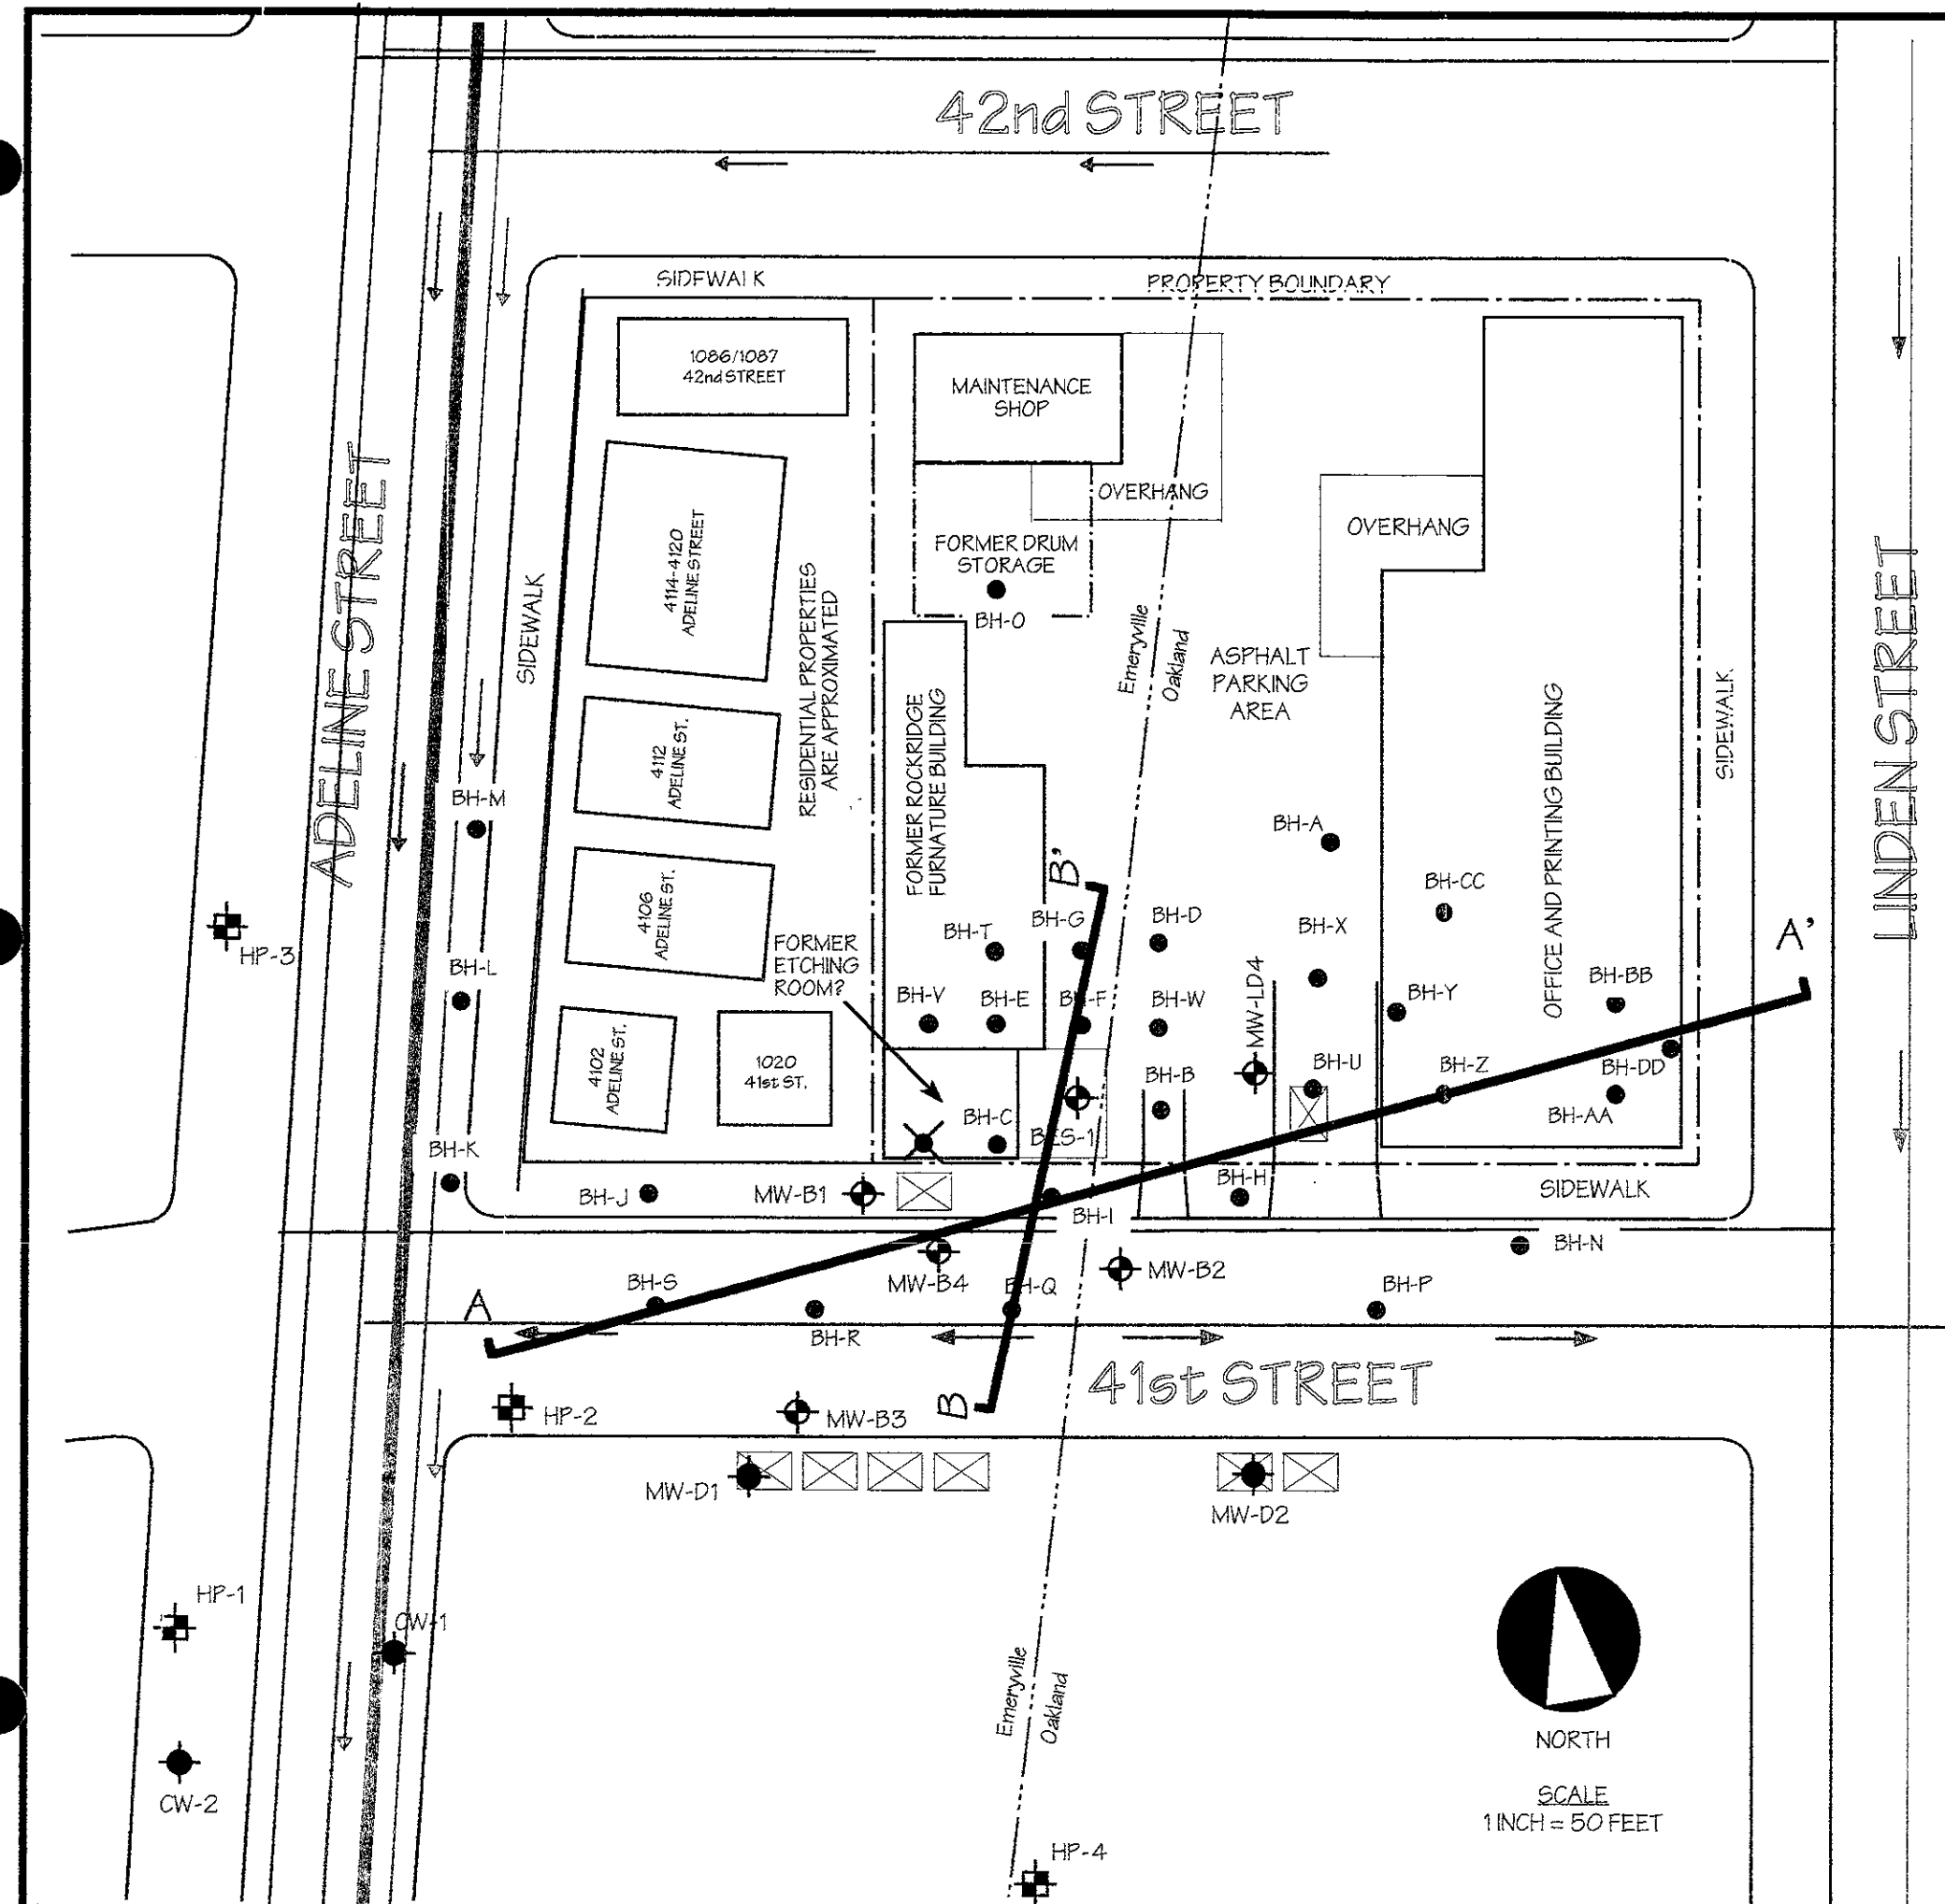 42nd STREET
SIDEWALK
PROPERTY BOUNDARY
1086/1087
42nd STREET
MAINTENANCE
SHOP
OVERHANG
OVERHANG
FORMER DRUM
STORAGE
BH-O
4114-4120
ADELINE STREET
ADELINE STREET
SIDEWALK
RESIDENTIAL PROPERTIES
ARE APPROXIMATED
Emeryville
Oakland
ASPHALT
PARKING
AREA
LINDEN STREET
SIDEWALK
OFFICE AND PRINTING BUILDING
FORMER ROCKRIDGE
FURNATURE BUILDING
4112
ADELINE ST.
BH-M
BH-A
B'
BH-CC
4106
ADELINE ST.
BH-G
BH-D
BH-X
A'
HP-3
BH-T
FORMER
ETCHING
ROOM?
BH-L
BH-V
BH-E
BH-F
BH-W
MW-LD4
BH-Y
BH-BB
4102
ADELINE ST.
1020
41st ST.
BH-B
BH-U
BH-Z
BH-DD
BH-C
BES-1
BH-AA
BH-K
BH-J
MW-B1
BH-H
SIDEWALK
BH-I
BH-N
BH-S
MW-B4
BH-Q
MW-B2
BH-P
A
BH-R
41st STREET
HP-2
MW-B3
B
MW-D1
MW-D2
HP-1
CW-1
Emeryville
Oakland
NORTH
CW-2
SCALE
1 INCH = 50 FEET
HP-4